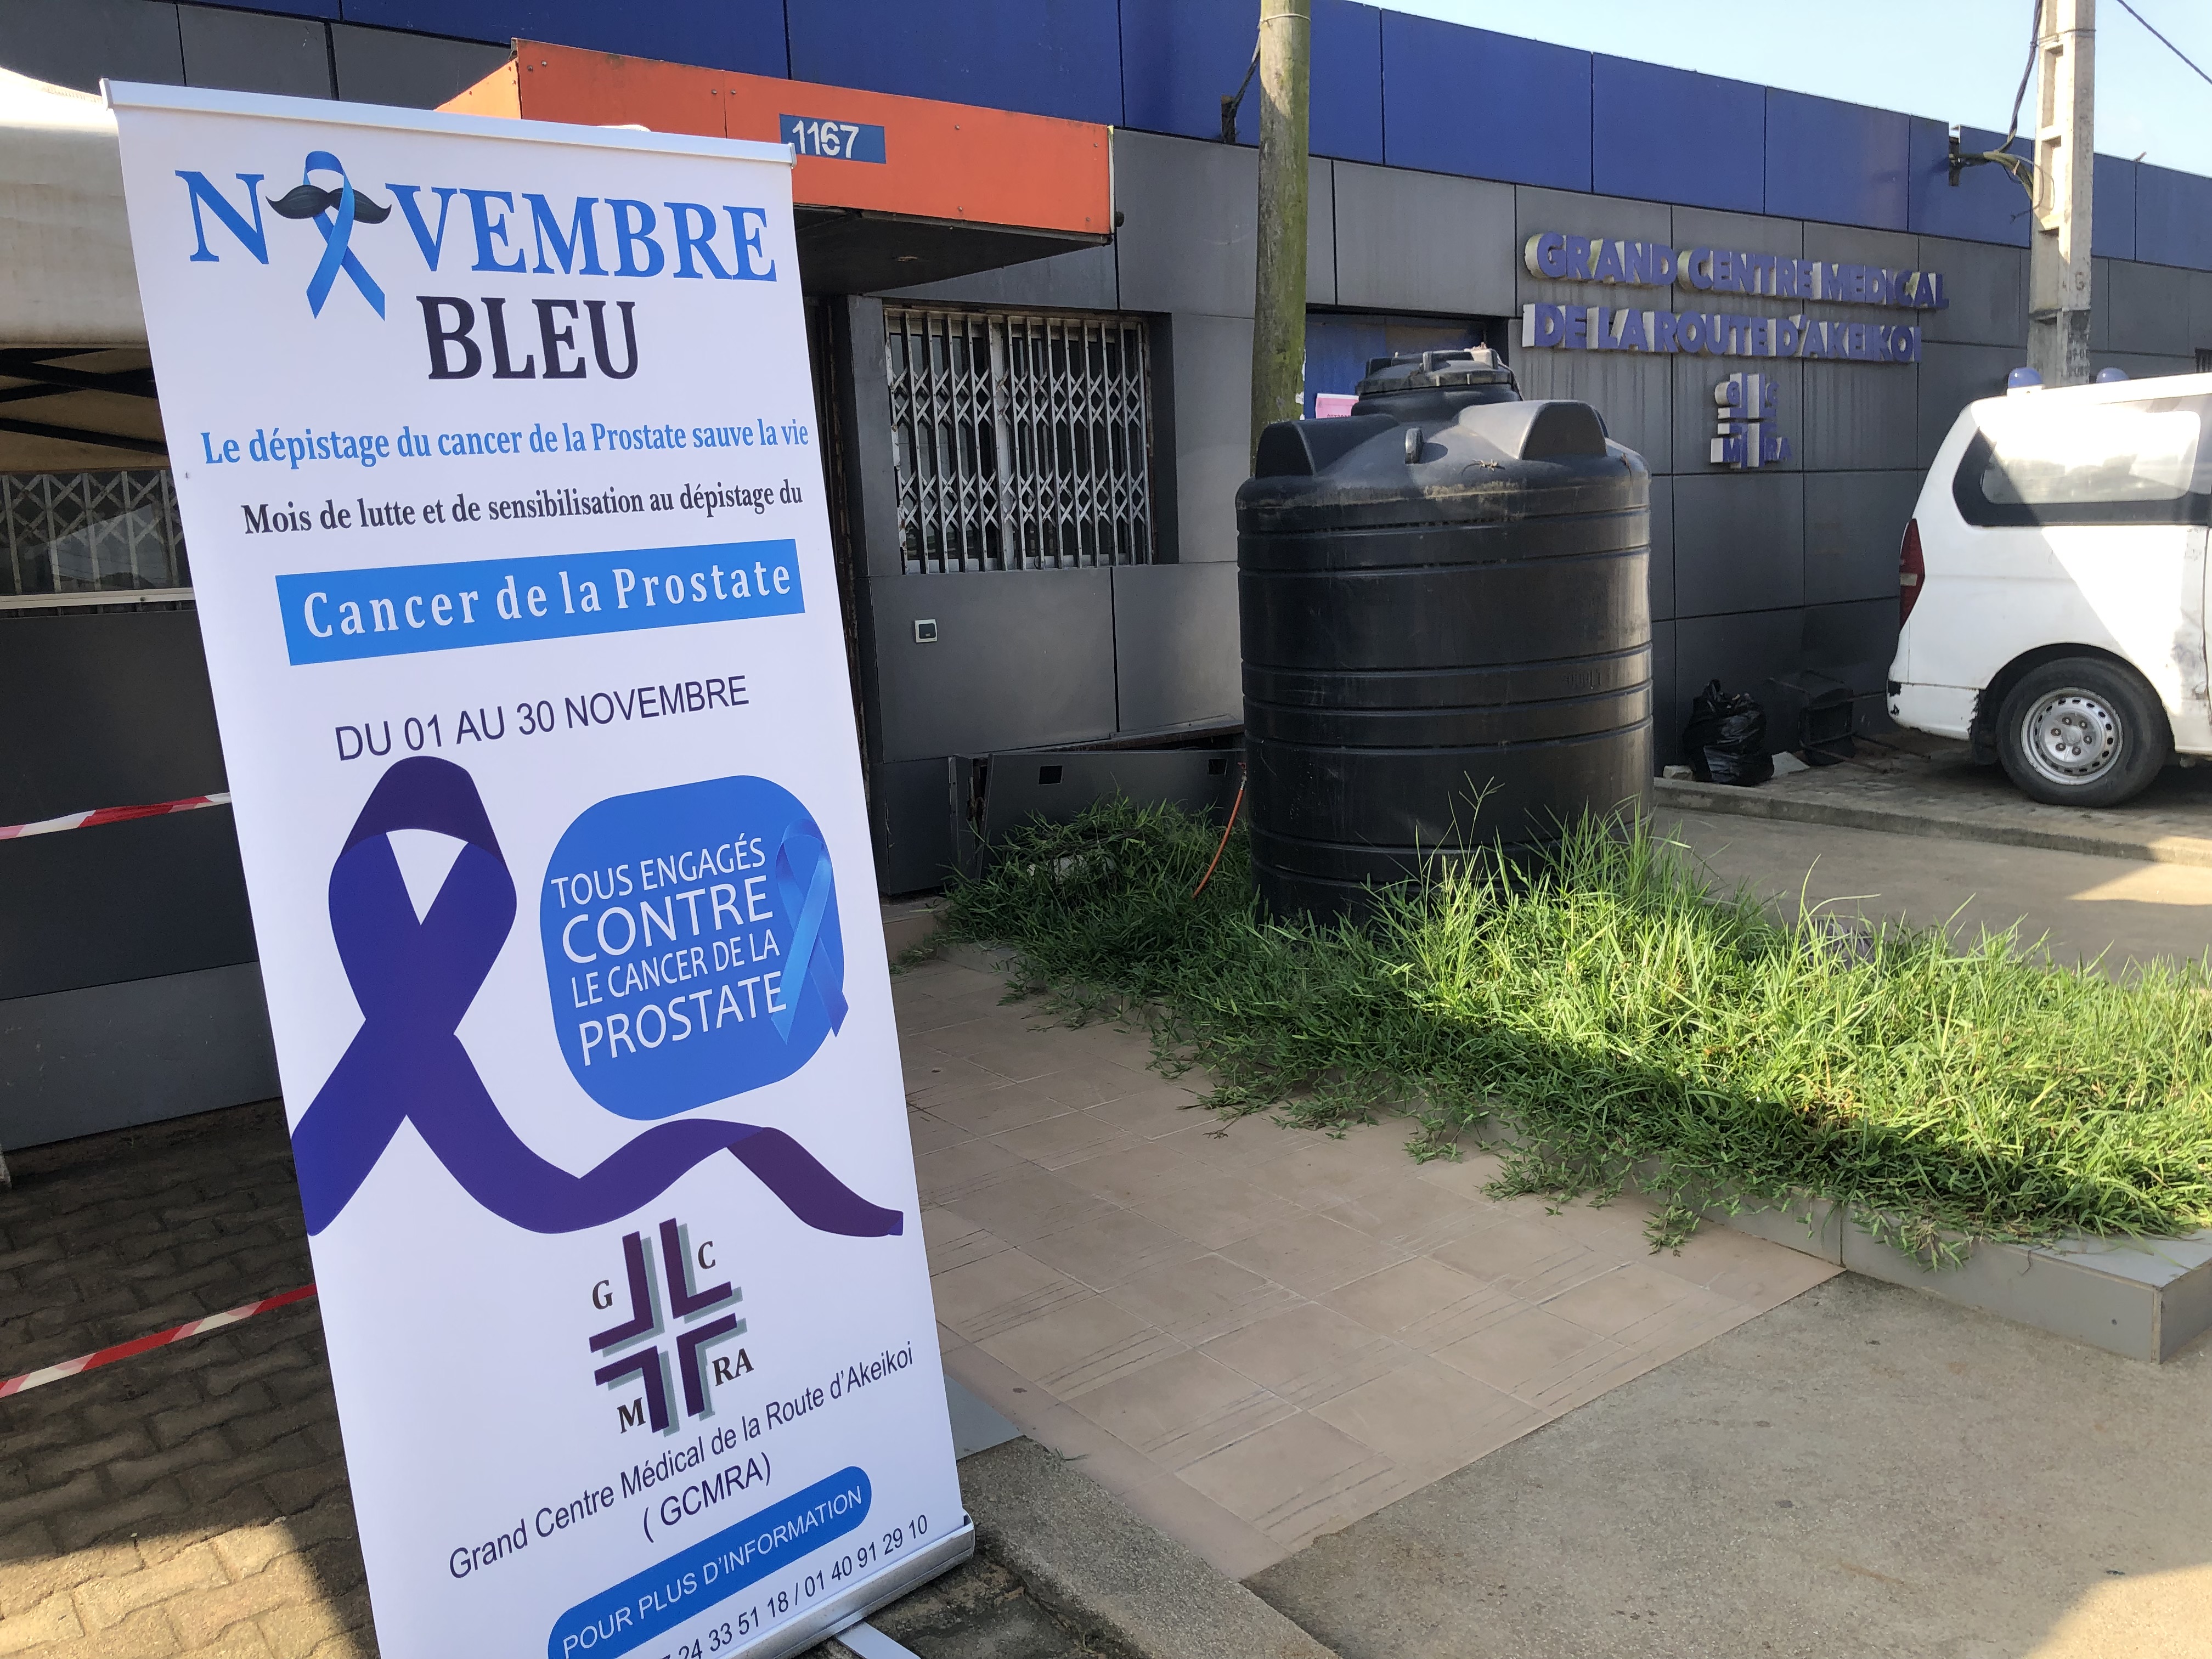 NOVEMBRE
BLEU
Le dépistage du cancer de la Prostate sauve la vie
Mois de lutte et de sensibilisation au dépistage du
Cancer de la Prostate
DU 01 AU 30 NOVEMBRE
TOUS ENGAGÉS
CONTRE
LE CANCER DE LA
PROSTATE
G C
M RA
Grand Centre Médical de la Route d'Akeikoi
( GCMRA)
POUR PLUS D'INFORMATION
24 33 51 18 / 01 40 91 29 10
1167
GRAND CENTRE MEDICAL
DE LA ROUTE D'AKEIKOI
G C
M RA